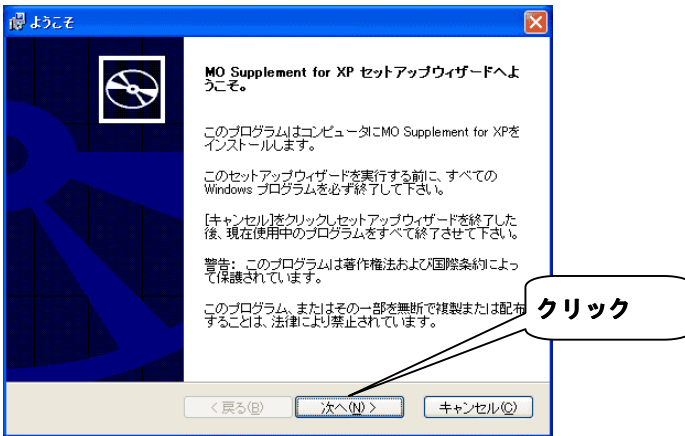 ようこそ
MO Supplement for XP セットアップウィザードへよ
うこそ。
このプログラムはコンピュータにMO Supplement for XPを
インストールします。
このセットアップウィザードを実行する前に、すべての
Windows プログラムを必ず終了して下さい。
[キャンセル]をクリックしセットアップウィザードを終了した
後、現在使用中のプログラムをすべて終了させて下さい。
警告: このプログラムは著作権法および国際条約によっ
て保護されています。
このプログラム、またはその一部を無断で複製または配布
することは、法律により禁止されています。
クリック
< 戻る(B)
次へ(N) >
キャンセル(C)